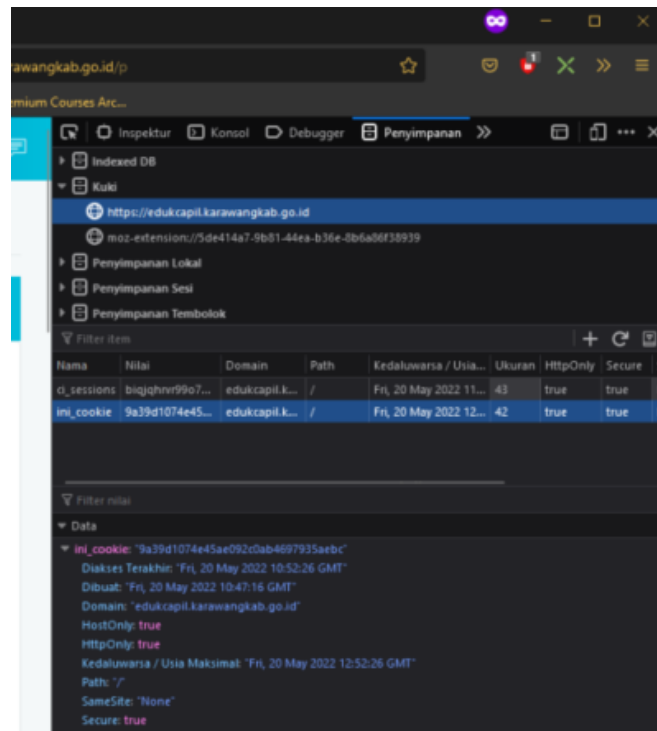 rawangkab.go.id/p
1
emium Courses Arc...
Inspektur Konsol Debugger Penyimpanan
Indexed DB
Kuki
https://edukcapil.karawangkab.go.id
moz-extension://5de414a7-9b81-44ea-b36e-8b6a86f38939
Penyimpanan Lokal
Penyimpanan Sesi
Penyimpanan Tembolok
Filter item
Nama Nilai Domain Path Kedaluwarsa / Usia... Ukuran HttpOnly Secure
ci_sessions edukcapil.k... / Fri, 20 May 2022 11... 43 true true
ini_cookie 9a39d1074e45... edukcapil.k... / Fri, 20 May 2022 12... 42 true true
Filter nilai
Data
ini_cookie: "9a39d1074e45ae092c0ab4697935aebc"
Diakses Terakhir: "Fri, 20 May 2022 10:52:26 GMT"
Dibuat: "Fri, 20 May 2022 10:47:16 GMT"
Domain: "edukcapil.karawangkab.go.id"
HostOnly: true
HttpOnly: true
Kedaluwarsa / Usia Maksimal: "Fri, 20 May 2022 12:52:26 GMT"
Path: "/"
SameSite: "None"
Secure: true